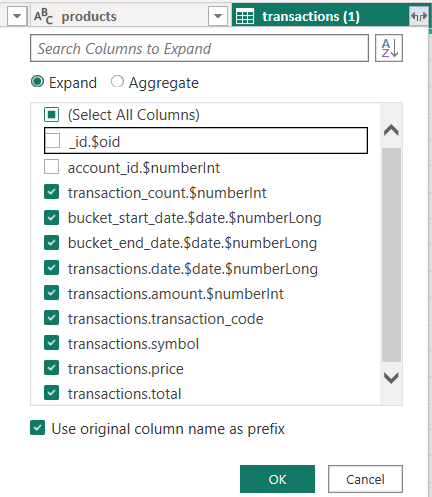 ABC products
transactions (1)
Search Columns to Expand
A
Z
Expand
Aggregate
(Select All Columns)
_id.$oid
account_id.$numberInt
transaction_count.$numberInt
bucket_start_date.$date.$numberLong
bucket_end_date.$date.$numberLong
transactions.date.$date.$numberLong
transactions.amount.$numberInt
transactions.transaction_code
transactions.symbol
transactions.price
transactions.total
Use original column name as prefix
OK
Cancel